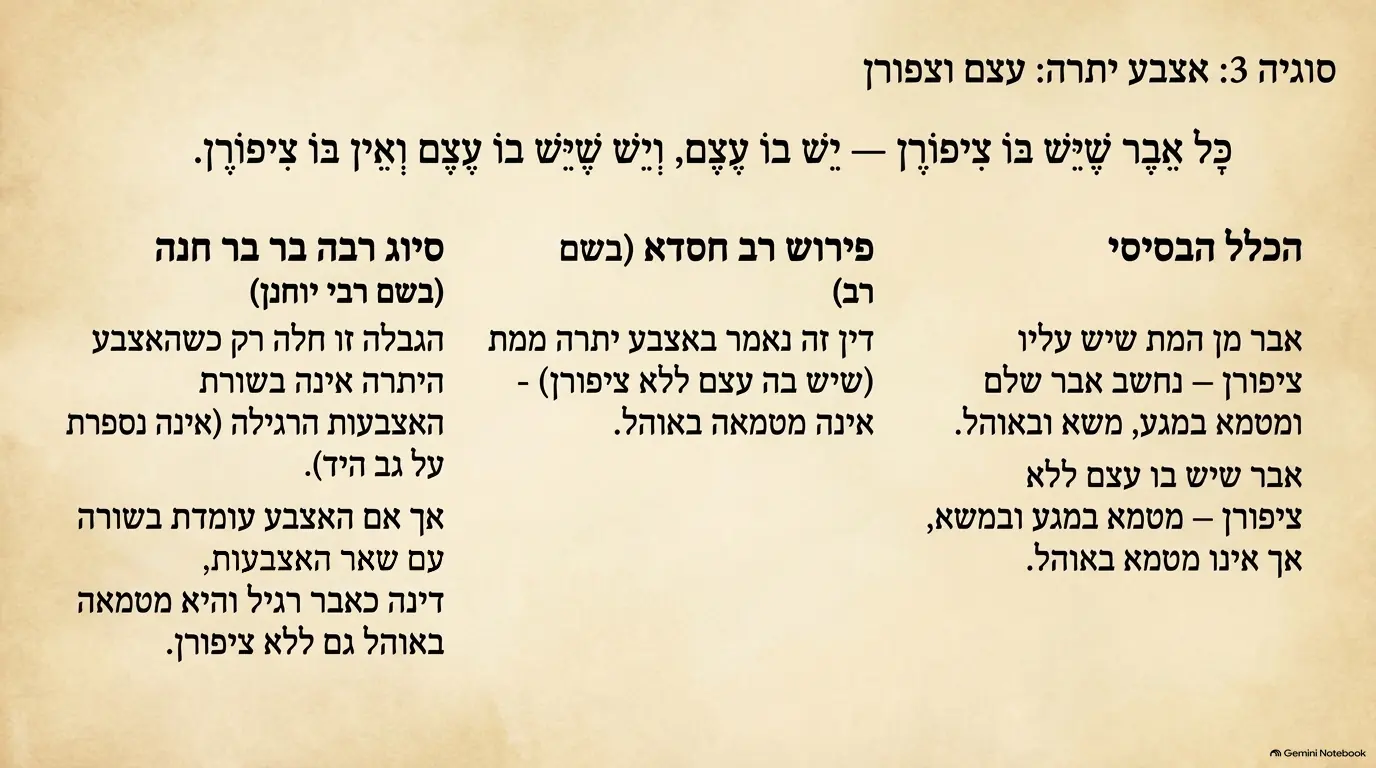 סוגיה 3: אצבע יתרה: עצם וצפורן
כָּל אֵבֶר שֶׁיֵּשׁ בּוֹ צִיפּוֹרֶן — יֵשׁ בוֹ עֶצֶם, וְיֵשׁ שֶׁיֵּשׁ בוֹ עֶצֶם וְאֵין בּוֹ צִיפּוֹרֶן.
הכלל הבסיסי
אבר מן המת שיש עליו
ציפורן – נחשב אבר שלם
ומטמא במגע, משא ובאוהל.
אבר שיש בו עצם ללא
ציפורן – מטמא במגע ובמשא,
אך אינו מטמא באוהל.
פירוש רב חסדא (בשם
רב)
דין זה נאמר באצבע יתרה ממת
(שיש בה עצם ללא ציפורן) -
אינה מטמאה באוהל.
סיוג רבה בר בר חנה
(בשם רבי יוחנן)
הגבלה זו חלה רק כשהאצבע
היתרה אינה בשורת
האצבעות הרגילה (אינה נספרת
על גב היד).
אך אם האצבע עומדת בשורה
עם שאר האצבעות,
דינה כאבר רגיל והיא מטמאה
באוהל גם ללא ציפורן.
Gemini Notebook